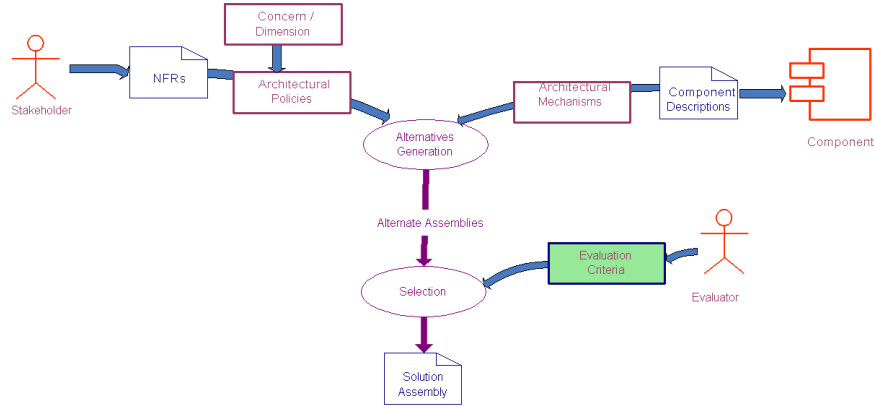 Concern /
Dimension
NFRs
Architectural
Policies
Stakeholder
Architectural
Mechanisms
Component
Descriptions
Component
Alternatives
Generation
Alternate Assemblies
Evaluation
Criteria
Evaluator
Selection
Solution
Assembly